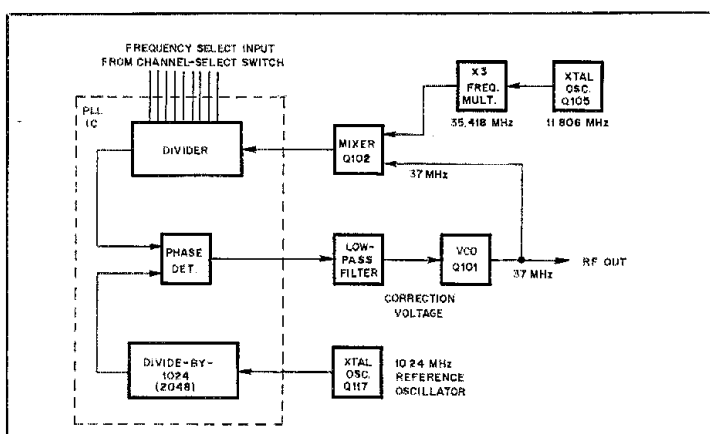 FREQUENCY SELECT INPUT
FROM CHANNEL-SELECT SWITCH
PLL
IC
DIVIDER
MIXER
Q102
X3
FREQ.
MULT.
35.418 MHz
XTAL
OSC.
Q105
11 806 MHz
37 MHz
PHASE
DET.
LOW-
PASS
FILTER
VCO
Q101
37 MHz
RF OUT
CORRECTION
VOLTAGE
DIVIDE-BY-
1024
(2048)
XTAL
OSC.
Q117
10 24 MHz
REFERENCE
OSCILLATOR